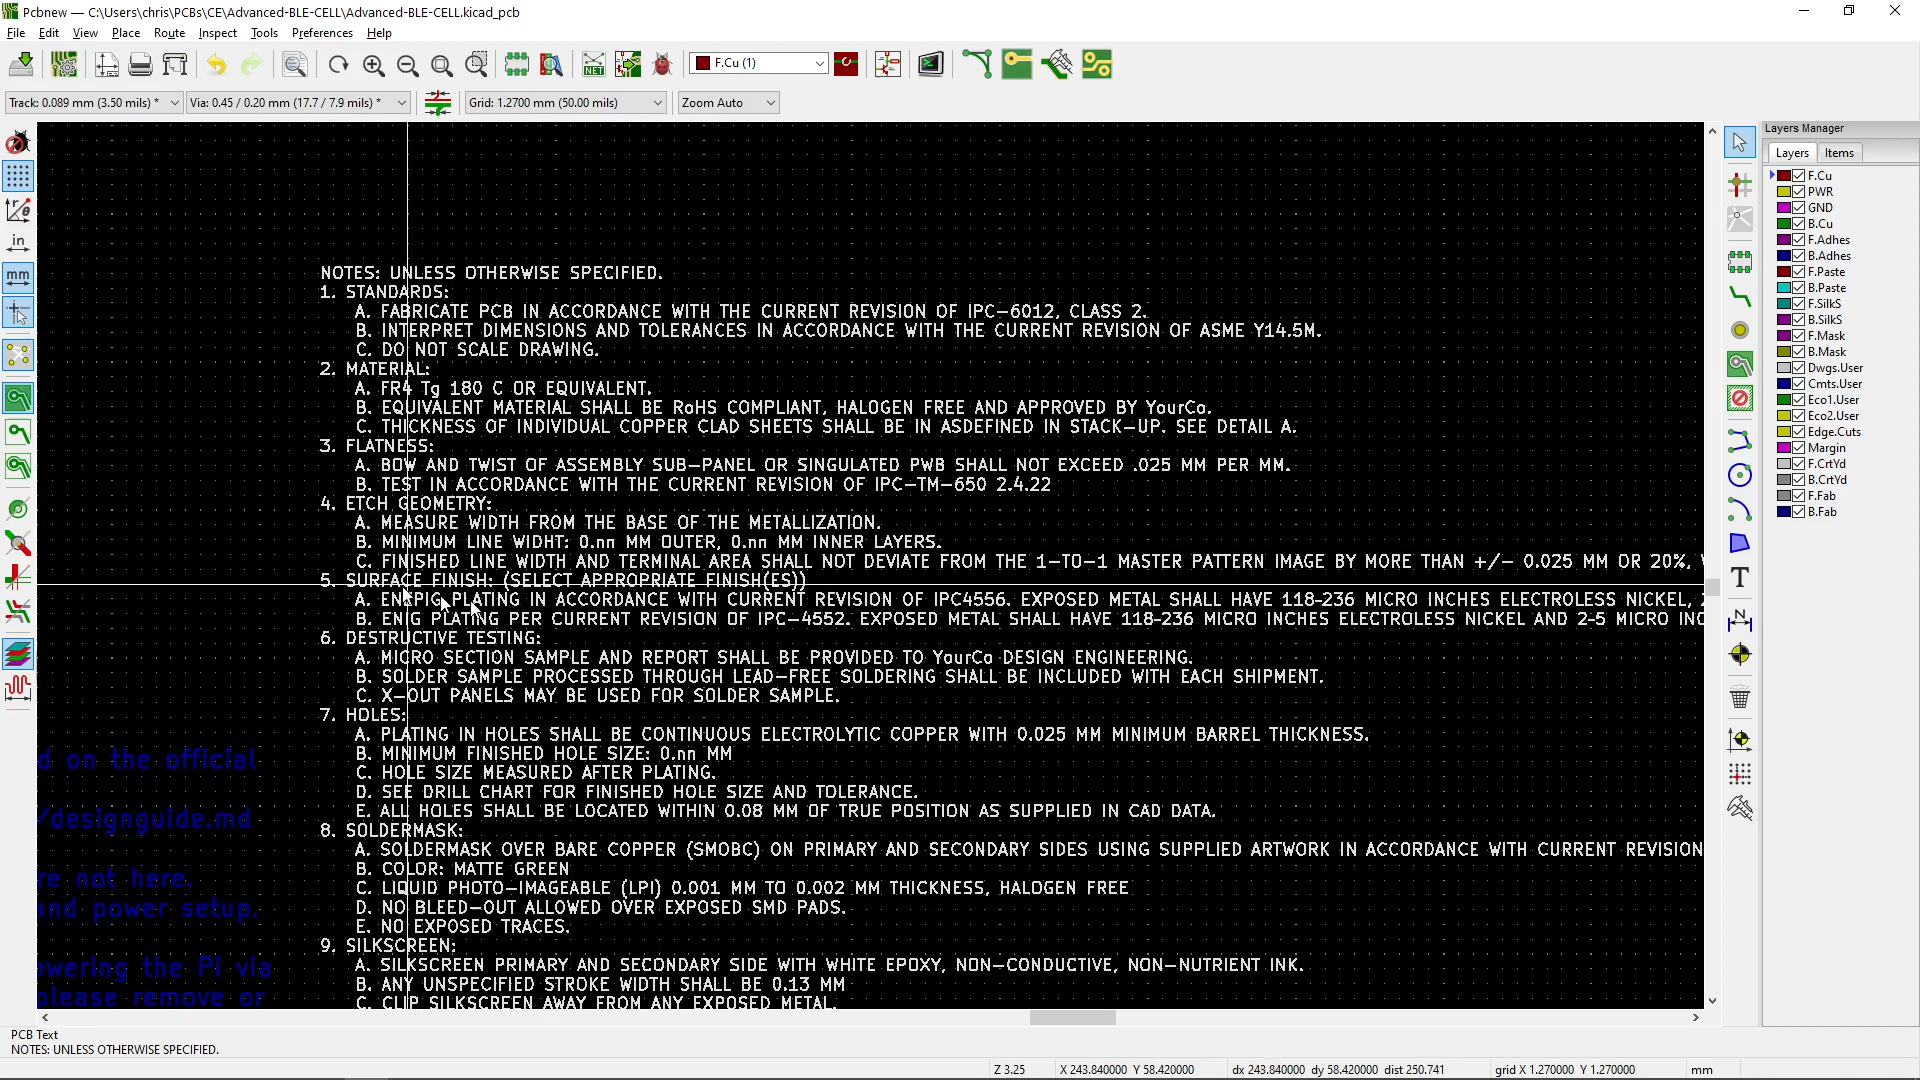 Pcbnew — C:\Users\chris\PCBs\CE\Advanced-BLE-CELL\Advanced-BLE-CELL.kicad_pcb
File Edit View Place Route Inspect Tools Preferences Help
NET
F.Cu (1)
Track: 0.089 mm (3.50 mils) *
Via: 0.45 / 0.20 mm (17.7 / 7.9 mils) *
Grid: 1.2700 mm (50.00 mils)
Zoom Auto
in
mm
NOTES: UNLESS OTHERWISE SPECIFIED.
1. STANDARDS:
A. FABRICATE PCB IN ACCORDANCE WITH THE CURRENT REVISION OF IPC-6012, CLASS 2.
B. INTERPRET DIMENSIONS AND TOLERANCES IN ACCORDANCE WITH THE CURRENT REVISION OF ASME Y14.5M.
C. DO NOT SCALE DRAWING.
2. MATERIAL:
A. FR4 Tg 180 C OR EQUIVALENT.
B. EQUIVALENT MATERIAL SHALL BE RoHS COMPLIANT, HALOGEN FREE AND APPROVED BY YourCo.
C. THICKNESS OF INDIVIDUAL COPPER CLAD SHEETS SHALL BE IN ASDEFINED IN STACK-UP. SEE DETAIL A.
3. FLATNESS:
A. BOW AND TWIST OF ASSEMBLY SUB-PANEL OR SINGULATED PWB SHALL NOT EXCEED .025 MM PER MM.
B. TEST IN ACCORDANCE WITH THE CURRENT REVISION OF IPC-TM-650 2.4.22
4. ETCH GEOMETRY:
A. MEASURE WIDTH FROM THE BASE OF THE METALLIZATION.
B. MINIMUM LINE WIDHT: 0.nn MM OUTER, 0.nn MM INNER LAYERS.
C. FINISHED LINE WIDTH AND TERMINAL AREA SHALL NOT DEVIATE FROM THE 1-TO-1 MASTER PATTERN IMAGE BY MORE THAN +/- 0.025 MM OR 20%,
5. SURFACE FINISH: (SELECT APPROPRIATE FINISH(ES))
A. ENEPIG PLATING IN ACCORDANCE WITH CURRENT REVISION OF IPC4556. EXPOSED METAL SHALL HAVE 118-236 MICRO INCHES ELECTROLESS NICKEL,
B. ENIG PLATING PER CURRENT REVISION OF IPC-4552. EXPOSED METAL SHALL HAVE 118-236 MICRO INCHES ELECTROLESS NICKEL AND 2-5 MICRO INC
6. DESTRUCTIVE TESTING:
A. MICRO SECTION SAMPLE AND REPORT SHALL BE PROVIDED TO YourCo DESIGN ENGINEERING.
B. SOLDER SAMPLE PROCESSED THROUGH LEAD-FREE SOLDERING SHALL BE INCLUDED WITH EACH SHIPMENT.
C. X-OUT PANELS MAY BE USED FOR SOLDER SAMPLE.
7. HOLES:
A. PLATING IN HOLES SHALL BE CONTINUOUS ELECTROLYTIC COPPER WITH 0.025 MM MINIMUM BARREL THICKNESS.
B. MINIMUM FINISHED HOLE SIZE: 0.nn MM
C. HOLE SIZE MEASURED AFTER PLATING.
D. SEE DRILL CHART FOR FINISHED HOLE SIZE AND TOLERANCE.
E. ALL HOLES SHALL BE LOCATED WITHIN 0.08 MM OF TRUE POSITION AS SUPPLIED IN CAD DATA.
8. SOLDERMASK:
A. SOLDERMASK OVER BARE COPPER (SMOBC) ON PRIMARY AND SECONDARY SIDES USING SUPPLIED ARTWORK IN ACCORDANCE WITH CURRENT REVISION
B. COLOR: MATTE GREEN
C. LIQUID PHOTO-IMAGEABLE (LPI) 0.001 MM TO 0.002 MM THICKNESS, HALOGEN FREE
D. NO BLEED-OUT ALLOWED OVER EXPOSED SMD PADS.
E. NO EXPOSED TRACES.
9. SILKSCREEN:
A. SILKSCREEN PRIMARY AND SECONDARY SIDE WITH WHITE EPOXY, NON-CONDUCTIVE, NON-NUTRIENT INK.
B. ANY UNSPECIFIED STROKE WIDTH SHALL BE 0.13 MM
C. CLIP SILKSCREEN AWAY FROM ANY EXPOSED METAL.
d on the official
/designguide.md
re not here.
and power setup.
owering the Pi via
please remove or
Layers Manager
Layers Items
F.Cu
PWR
GND
B.Cu
F.Adhes
B.Adhes
F.Paste
B.Paste
F.SilkS
B.SilkS
F.Mask
B.Mask
Dwgs.User
Cmts.User
Eco1.User
Eco2.User
Edge.Cuts
Margin
F.CrtYd
B.CrtYd
F.Fab
B.Fab
PCB Text
NOTES: UNLESS OTHERWISE SPECIFIED.
Z 3.25
X 243.840000 Y 58.420000
dx 243.840000 dy 58.420000 dist 250.741
grid X 1.270000 Y 1.270000
mm